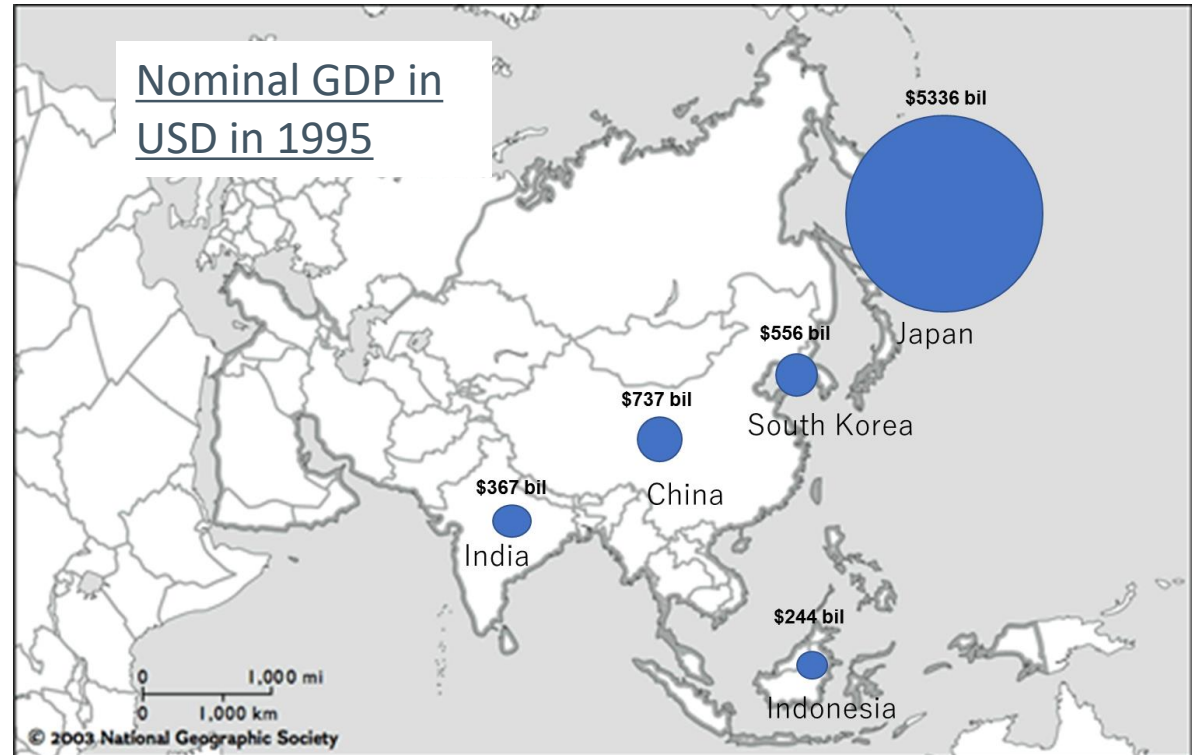 Nominal GDP in
USD in 1995
$5336 bil
Japan
$556 bil
South Korea
$737 bil
China
$367 bil
India
$244 bil
Indonesia
0 1,000 mi
0 1,000 km
© 2003 National Geographic Society